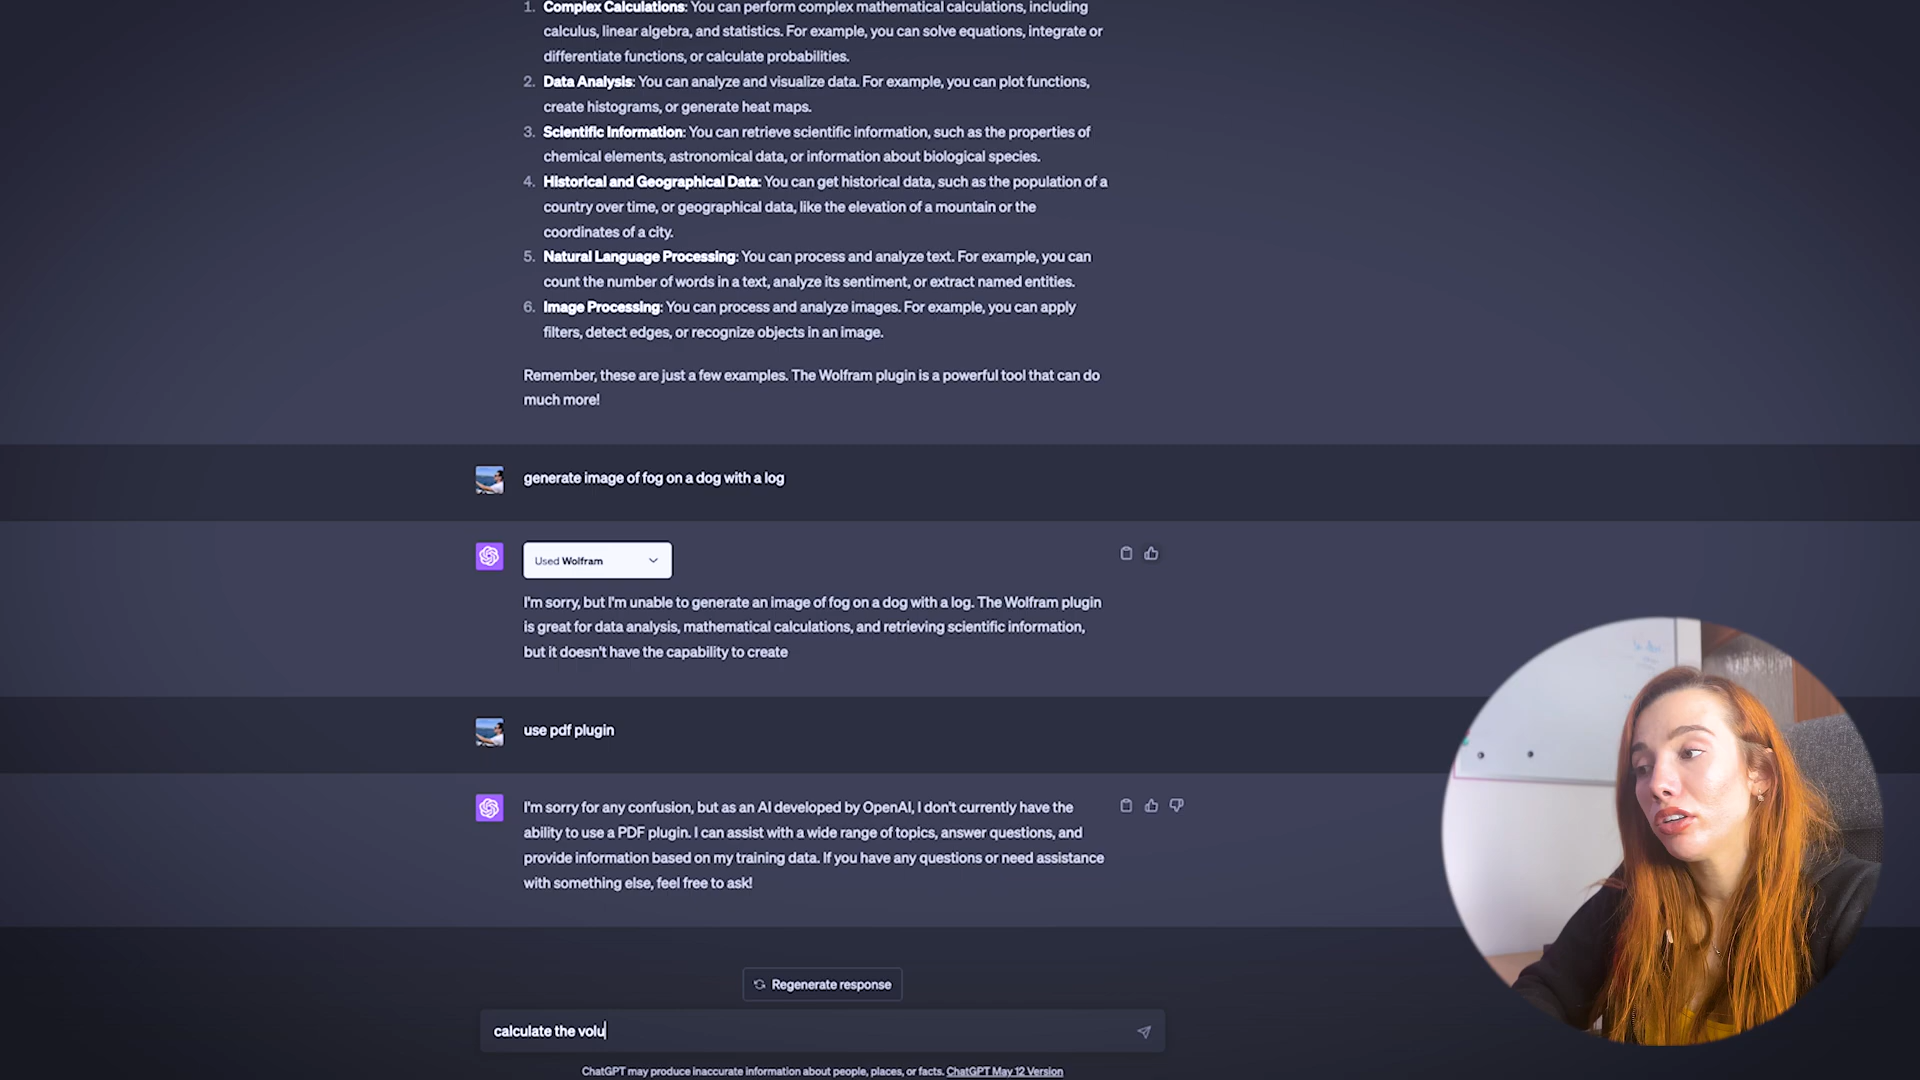 1. Complex Calculations: You can perform complex mathematical calculations, including
calculus, linear algebra, and statistics. For example, you can solve equations, integrate or
differentiate functions, or calculate probabilities.
2. Data Analysis: You can analyze and visualize data. For example, you can plot functions,
create histograms, or generate heat maps.
3. Scientific Information: You can retrieve scientific information, such as the properties of
chemical elements, astronomical data, or information about biological species.
4. Historical and Geographical Data: You can get historical data, such as the population of a
country over time, or geographical data, like the elevation of a mountain or the
coordinates of a city.
5. Natural Language Processing: You can process and analyze text. For example, you can
count the number of words in a text, analyze its sentiment, or extract named entities.
6. Image Processing: You can process and analyze images. For example, you can apply
filters, detect edges, or recognize objects in an image.
Remember, these are just a few examples. The Wolfram plugin is a powerful tool that can do
much more!
generate image of fog on a dog with a log
Used Wolfram
I'm sorry, but I'm unable to generate an image of fog on a dog with a log. The Wolfram plugin
is great for data analysis, mathematical calculations, and retrieving scientific information,
but it doesn't have the capability to create
use pdf plugin
I'm sorry for any confusion, but as an AI developed by OpenAI, I don't currently have the
ability to use a PDF plugin. I can assist with a wide range of topics, answer questions, and
provide information based on my training data. If you have any questions or need assistance
with something else, feel free to ask!
Regenerate response
calculate the volu
ChatGPT may produce inaccurate information about people, places, or facts. ChatGPT May 12 Version